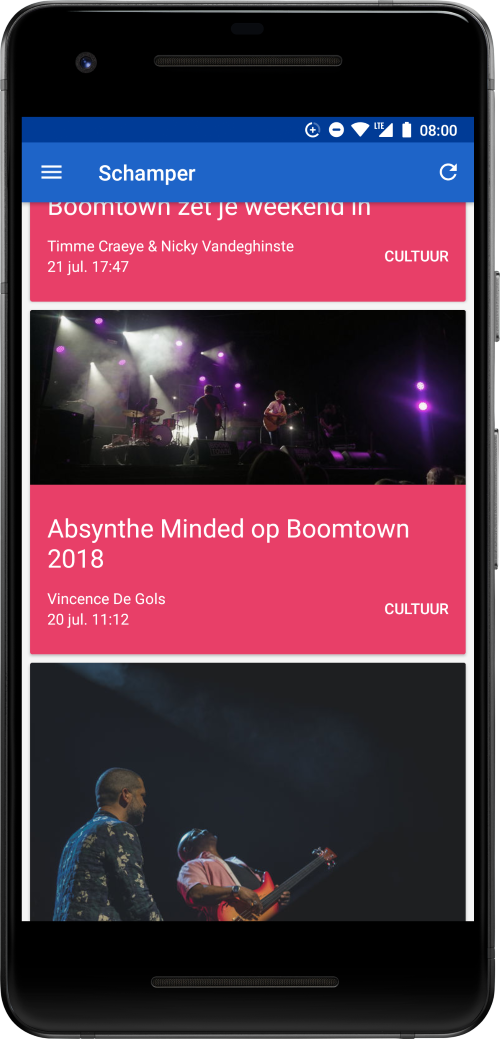 LTE 08:00
Schamper
Boomtown zet je weekend in
Timme Craeye & Nicky Vandeghinste
21 jul. 17:47
CULTUUR
Absynthe Minded op Boomtown
2018
Vincence De Gols
20 jul. 11:12
CULTUUR